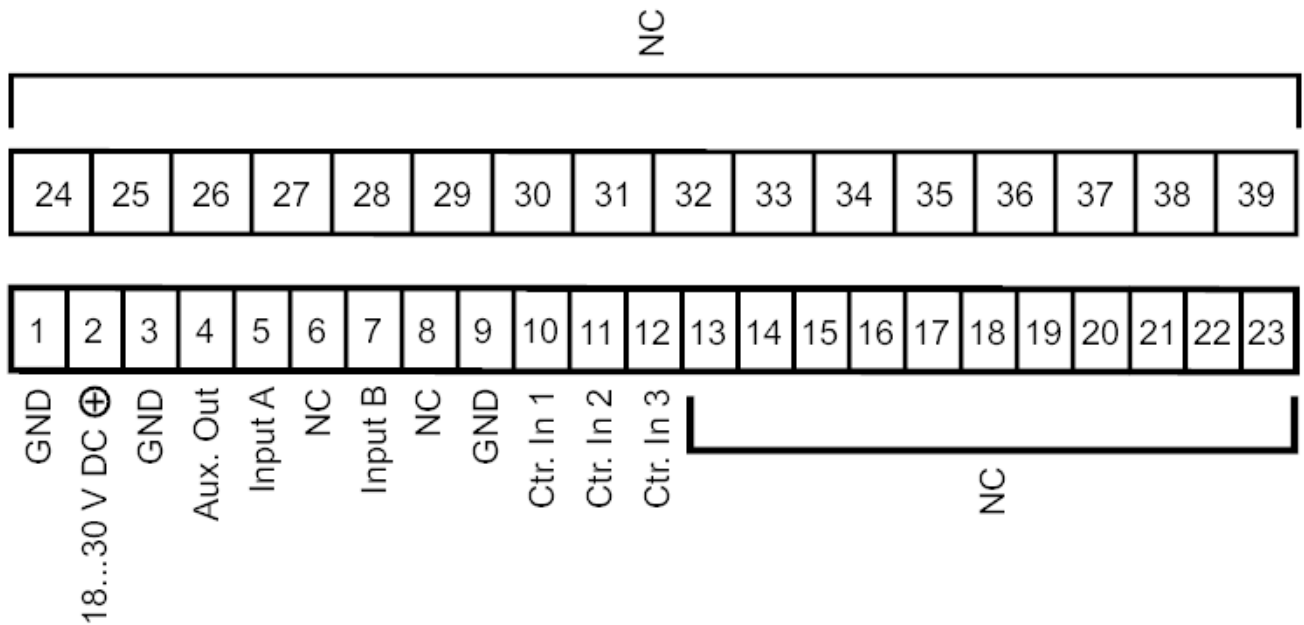 NC
24 25 26 27 28 29 30 31 32 33 34 35 36 37 38 39
1 2 3 4 5 6 7 8 9 10 11 12 13 14 15 16 17 18 19 20 21 22 23
GND
18...30 V DC ⊕
GND
Aux. Out
Input A
NC
Input B
NC
GND
Ctr. In 1
Ctr. In 2
Ctr. In 3
NC